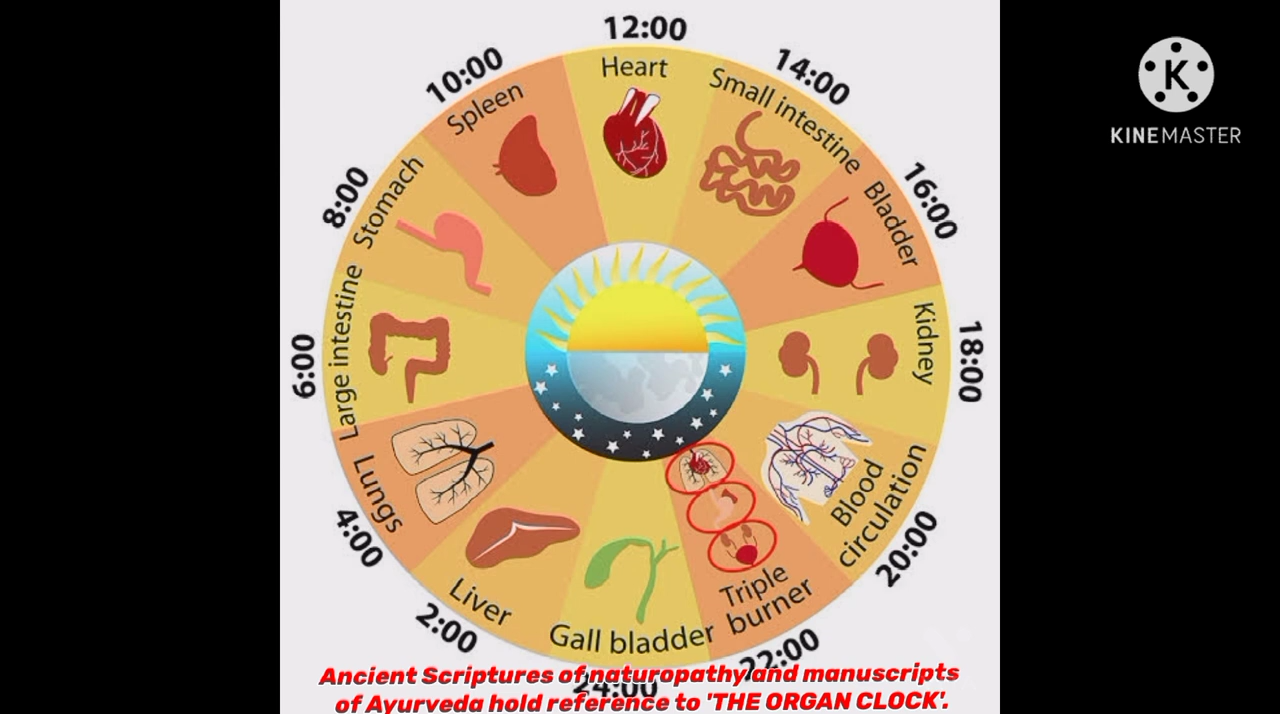 12:00
Heart
14:00
Small intestine
16:00
Bladder
18:00
Kidney
20:00
Blood
circulation
22:00
Triple
burner
24:00
Gall bladder
2:00
Liver
4:00
Lungs
6:00
Large intestine
8:00
Stomach
10:00
Spleen
K
KINEMASTER
Ancient Scriptures of naturopathy and manuscripts
of Ayurveda hold reference to 'THE ORGAN CLOCK'.